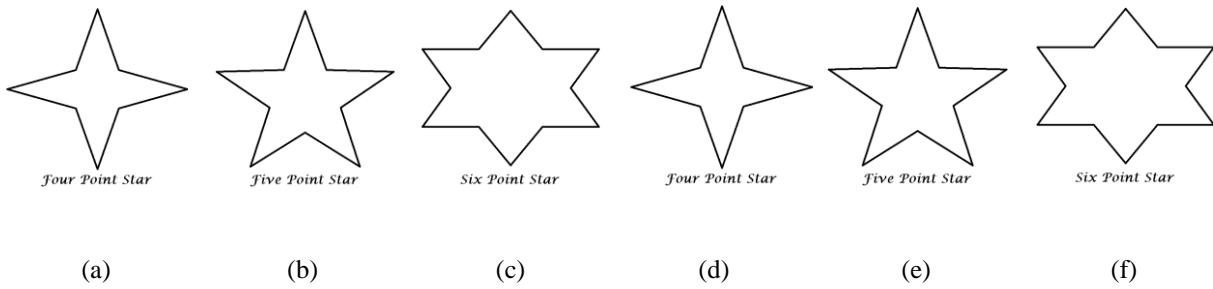 Four Point Star Five Point Star Six Point Star Four Point Star Five Point Star Six Point Star
(a) (b) (c) (d) (e) (f)